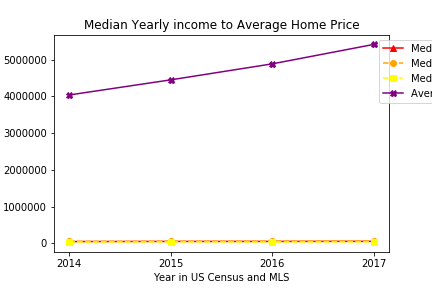 Median Yearly income to Average Home Price
5000000
4000000
3000000
2000000
1000000
0
Med
Med
Med
Aver
2014
2015
2016
2017
Year in US Census and MLS